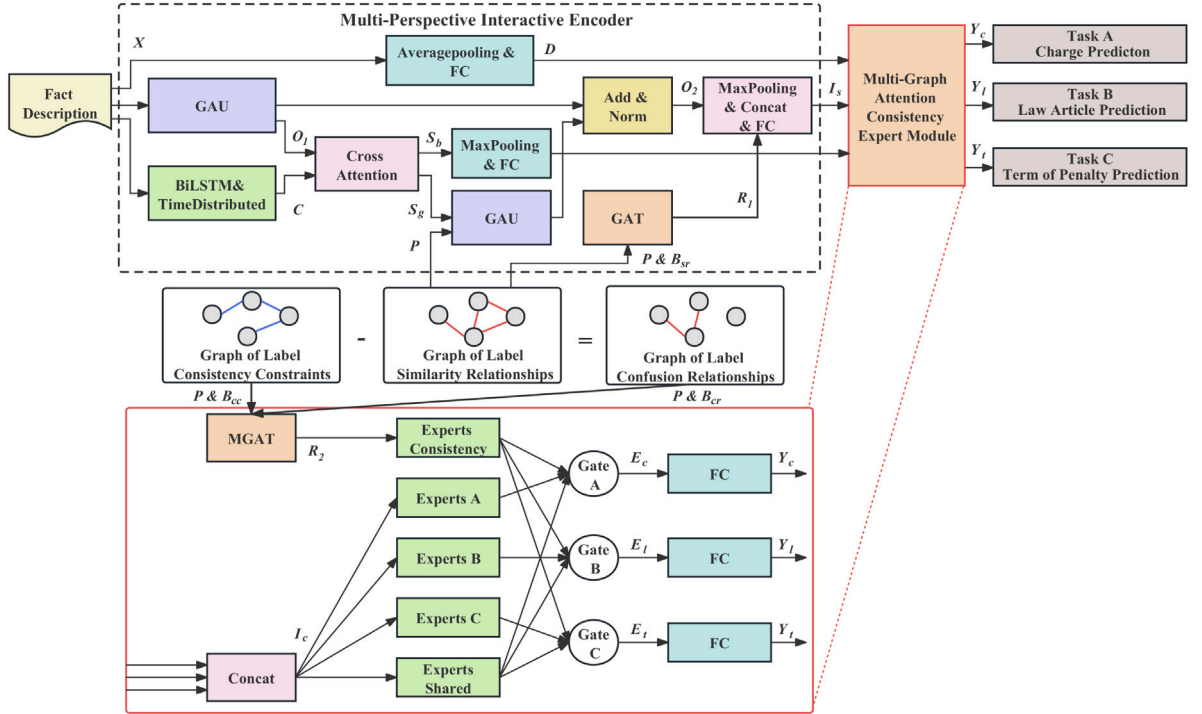 Multi-Perspective Interactive Encoder
X
Averagepooling &
FC
D
Fact
Description
GAU
O1
BiLSTM&
TimeDistributed
C
Cross
Attention
Sb
MaxPooling
& FC
Sg
GAU
P
Add &
Norm
O2
MaxPooling
& Concat
& FC
Is
GAT
R1
P & Bsr
Multi-Graph
Attention
Consistency
Expert Module
Yc
Task A
Charge Predicton
Yl
Task B
Law Article Prediction
Yt
Task C
Term of Penalty Prediction
Graph of Label
Consistency Constraints
-
Graph of Label
Similarity Relationships
=
Graph of Label
Confusion Relationships
P & Bcc
P & Bcr
MGAT
R2
Experts
Consistency
Experts A
Experts B
Experts C
Experts
Shared
Ic
Concat
Gate
A
Ec
FC
Yc
Gate
B
El
FC
Yl
Gate
C
Et
FC
Yt